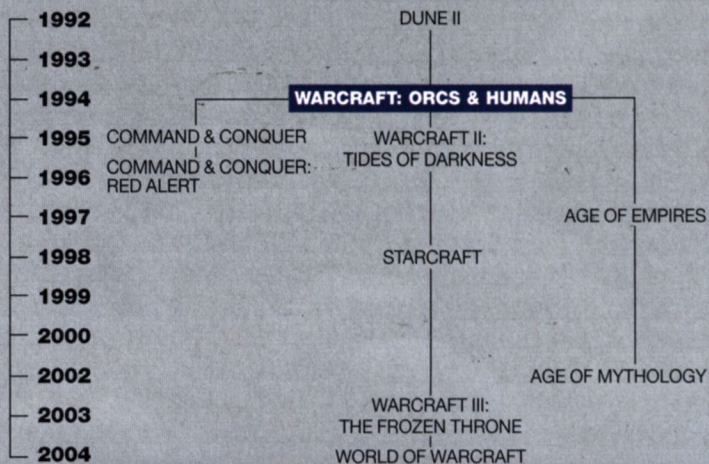 1992
DUNE II
1993
1994
WARCRAFT: ORCS & HUMANS
1995
COMMAND & CONQUER
WARCRAFT II:
TIDES OF DARKNESS
COMMAND & CONQUER:
RED ALERT
1996
1997
AGE OF EMPIRES
1998
STARCRAFT
1999
2000
2002
AGE OF MYTHOLOGY
WARCRAFT III:
THE FROZEN THRONE
2003
2004
WORLD OF WARCRAFT